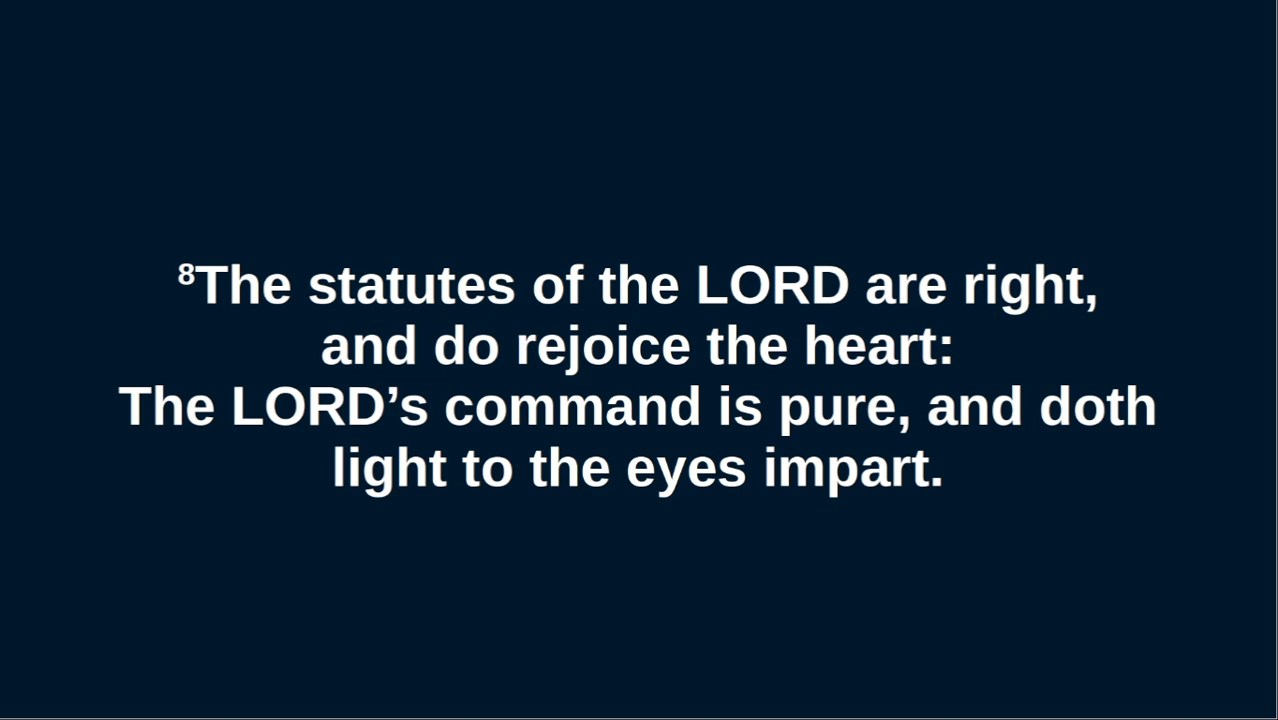 ⁸The statutes of the LORD are right,
and do rejoice the heart:
The LORD’s command is pure, and doth
light to the eyes impart.